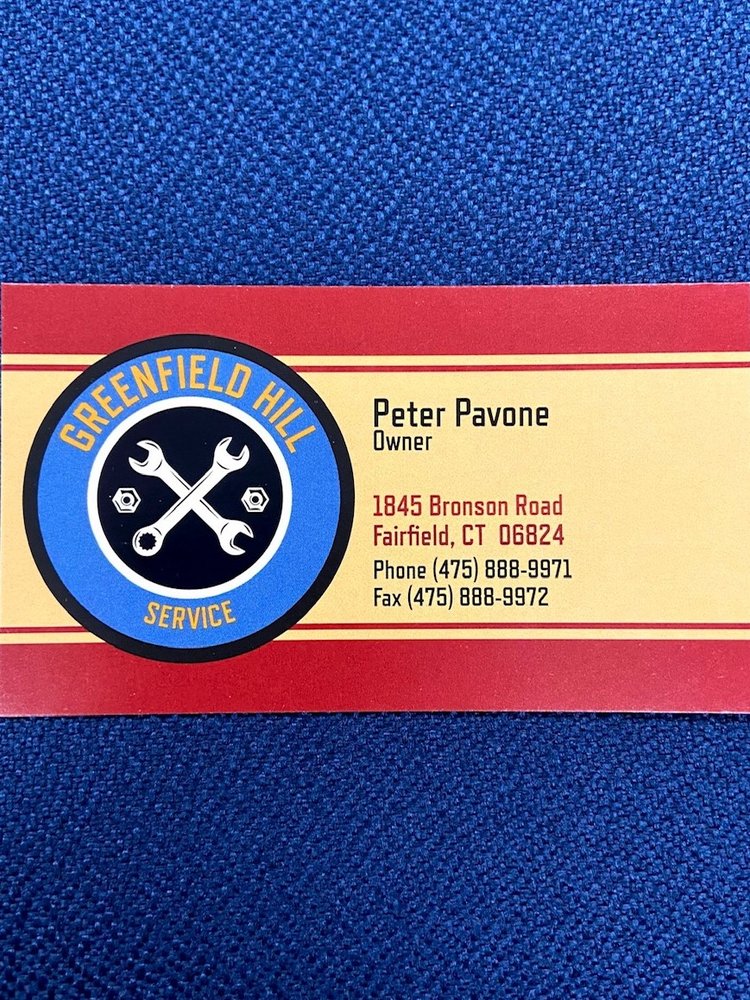 GREENFIELD HILL
SERVICE
Peter Pavone
Owner
1845 Bronson Road
Fairfield, CT 06824
Phone (475) 888-9971
Fax (475) 888-9972